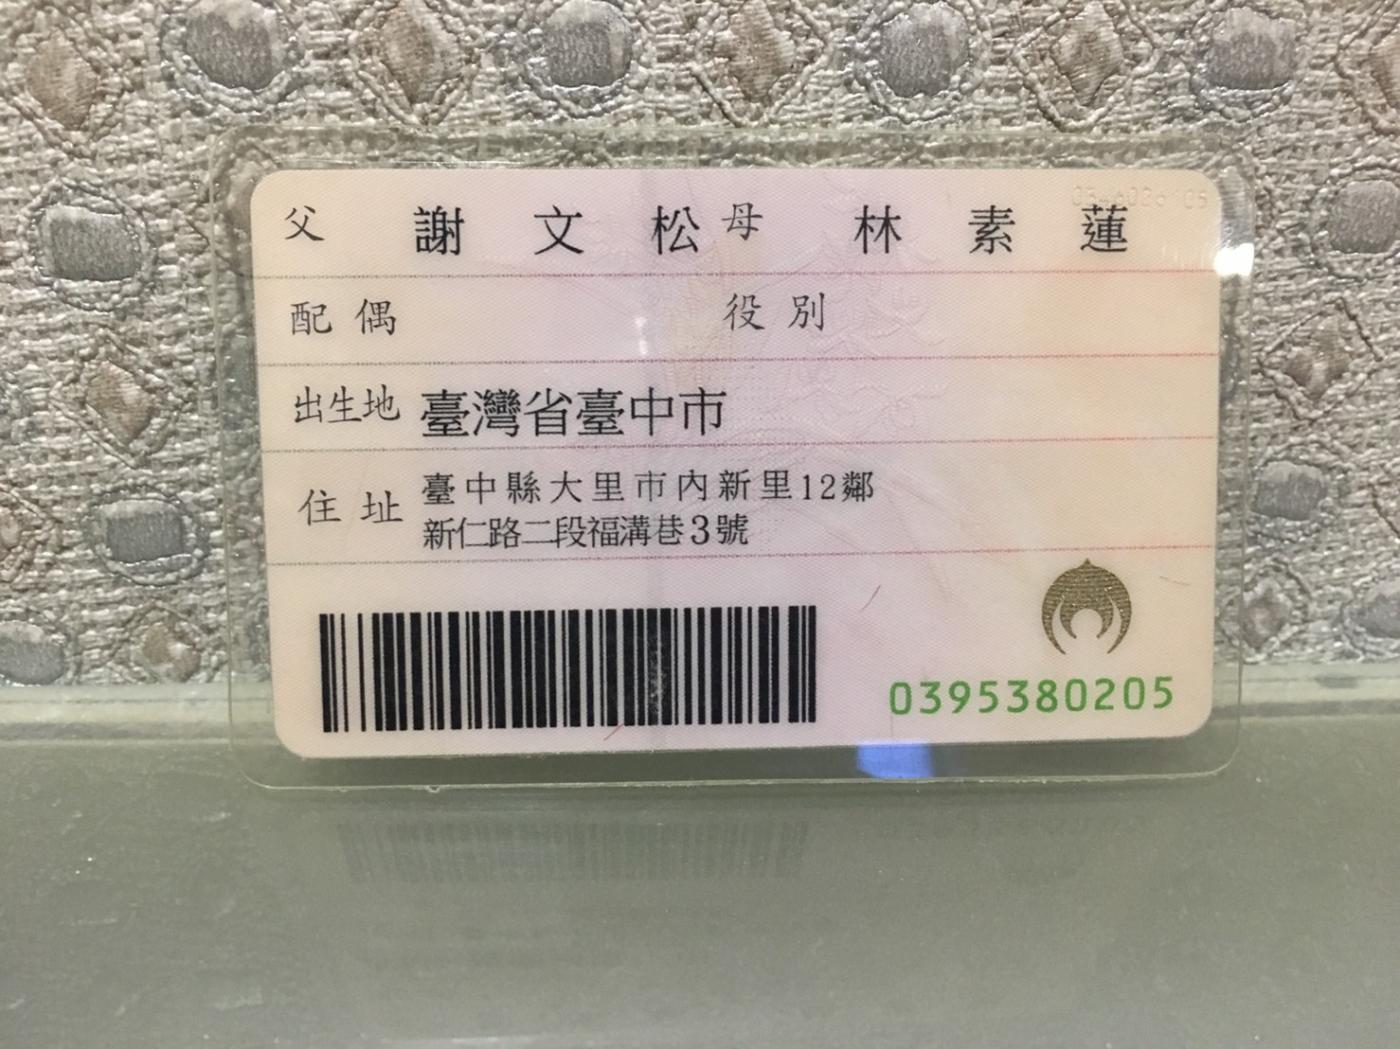 父 謝文松 母 林素蓮
配偶 役別
出生地 臺灣省臺中市
住址 臺中縣大里市內新里12鄰
新仁路二段福溝巷3號
0395380205